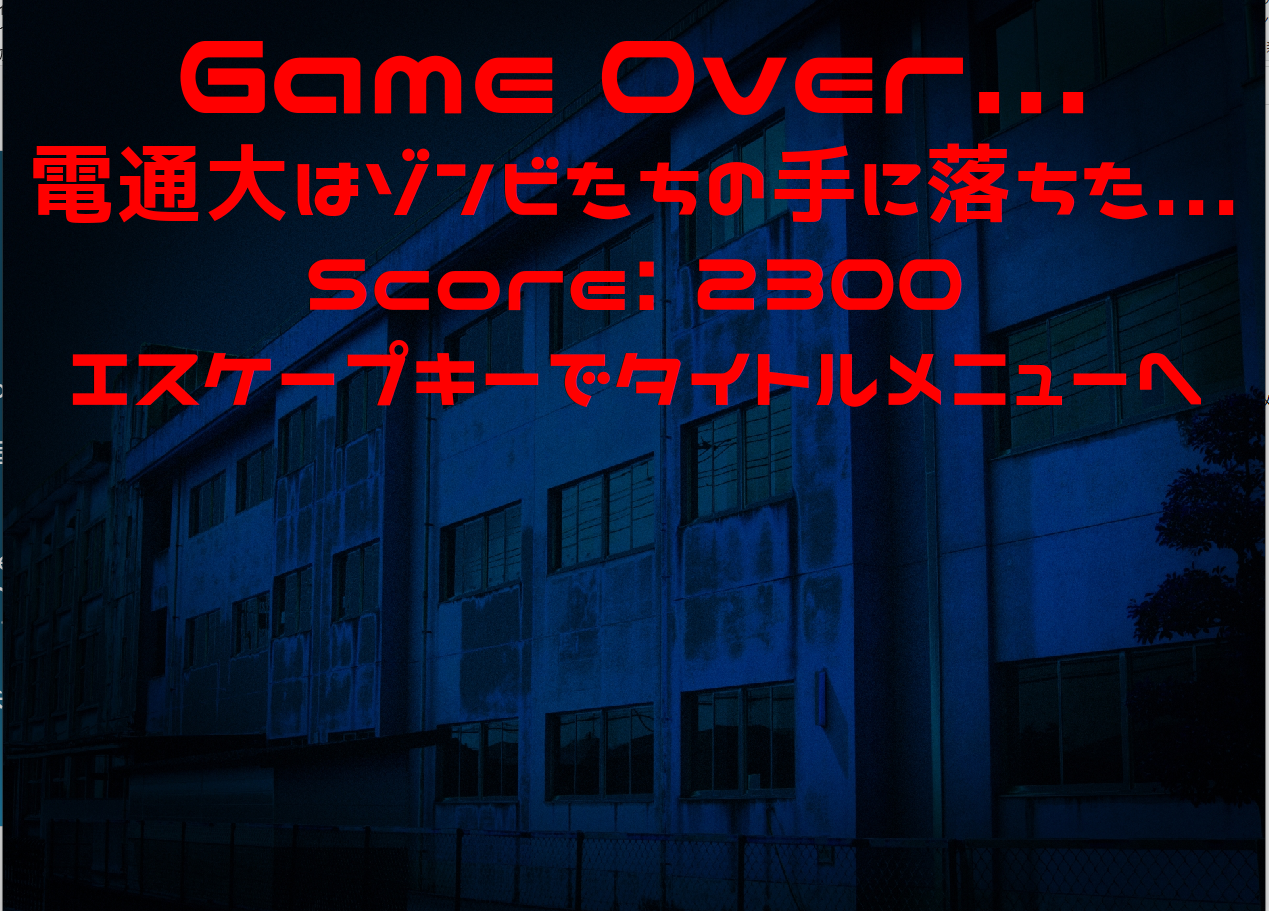 Game Over...
電通大はゾンビたちの手に落ちた...
Score: 2300
エスケープキーでタイトルメニューへ